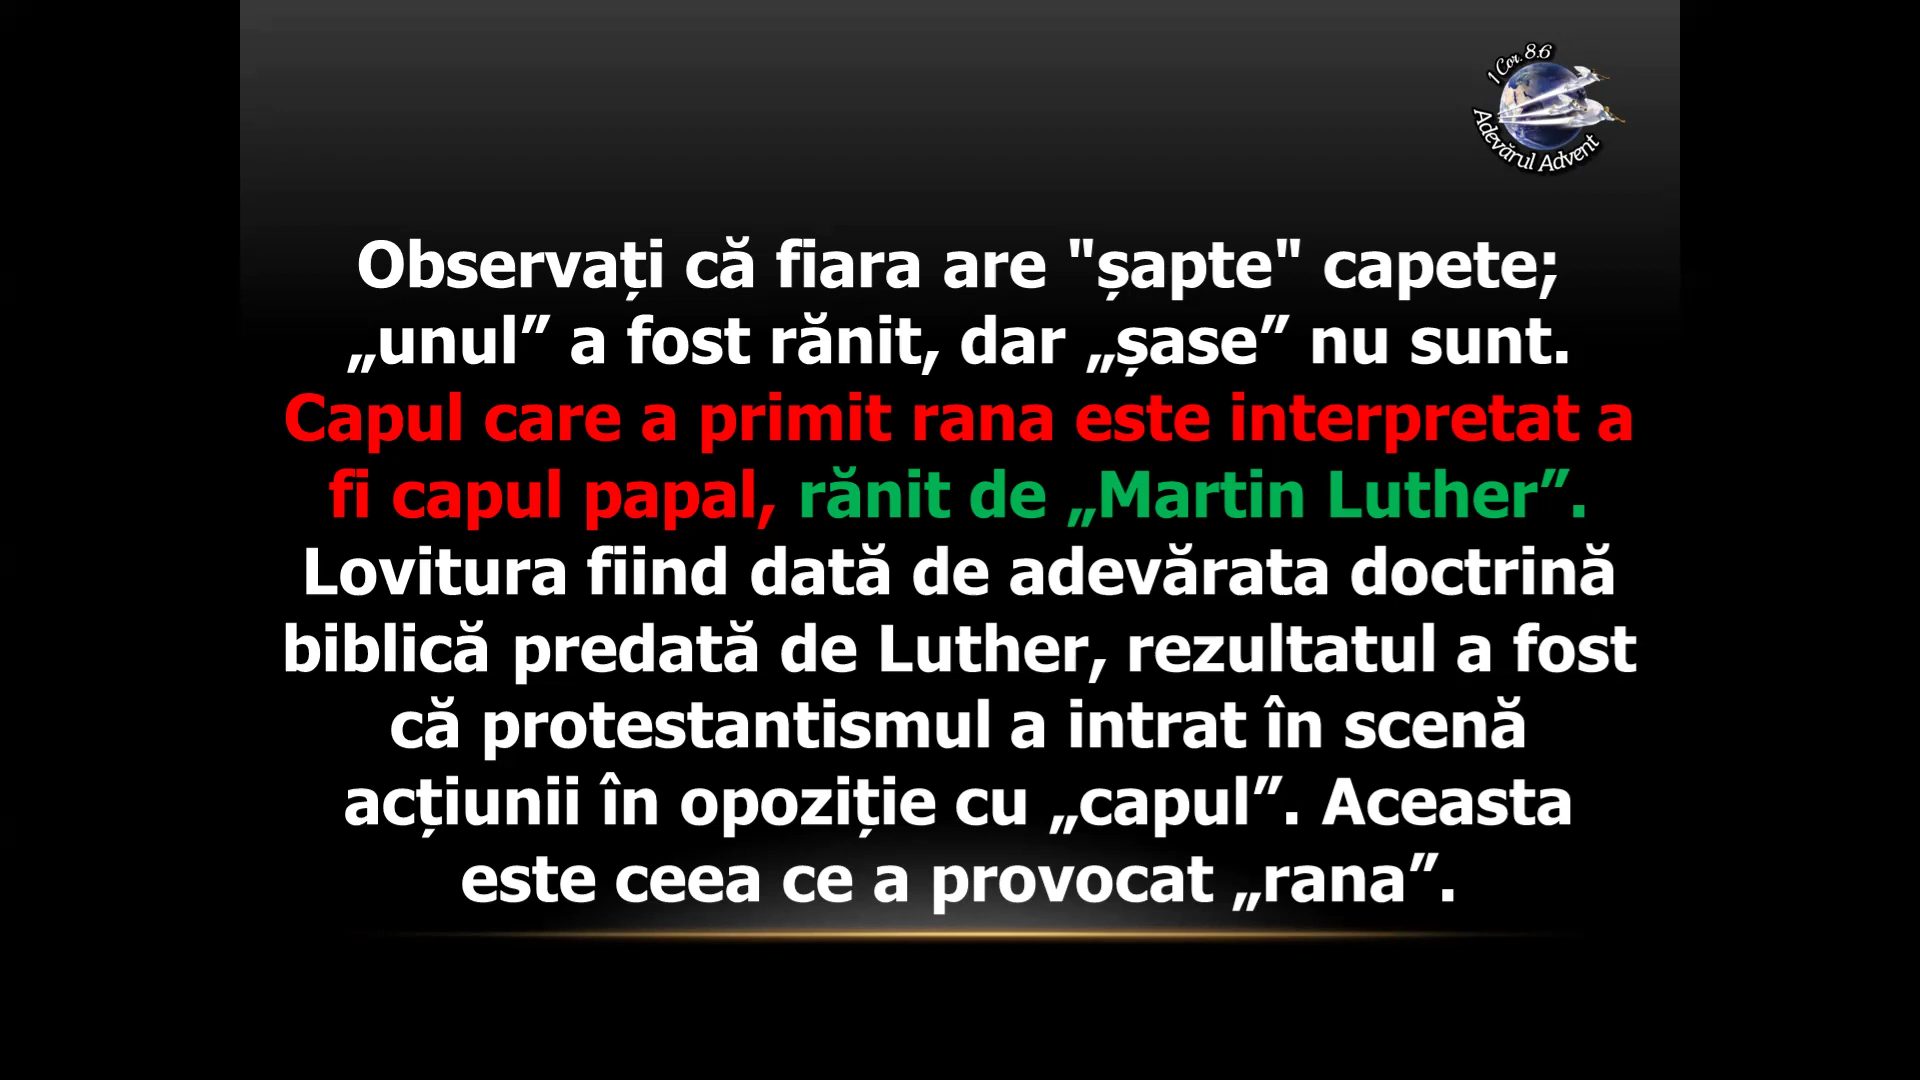 1 Cor. 8:6
Adevărul Advent
Observați că fiara are "șapte" capete;
„unul” a fost rănit, dar „șase” nu sunt.
Capul care a primit rana este interpretat a
fi capul papal, rănit de „Martin Luther”.
Lovitura fiind dată de adevărata doctrină
biblică predată de Luther, rezultatul a fost
că protestantismul a intrat în scenă
acțiunii în opoziție cu „capul”. Aceasta
este ceea ce a provocat „rana”.